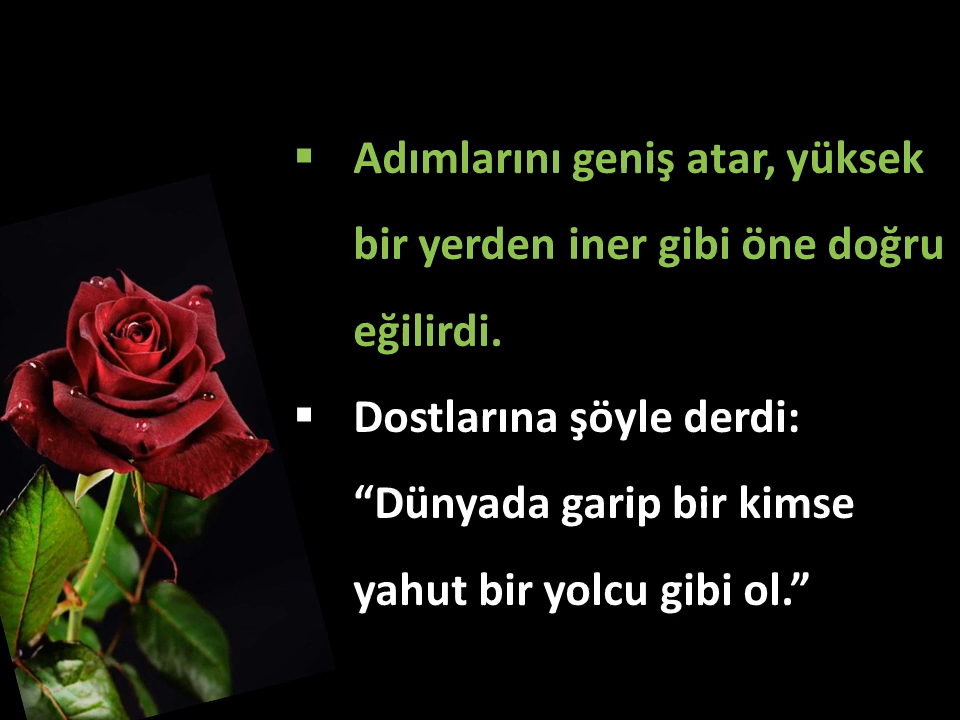 ▪ Adımlarını geniş atar, yüksek
bir yerden iner gibi öne doğru
eğilirdi.
▪ Dostlarına şöyle derdi:
“Dünyada garip bir kimse
yahut bir yolcu gibi ol.”